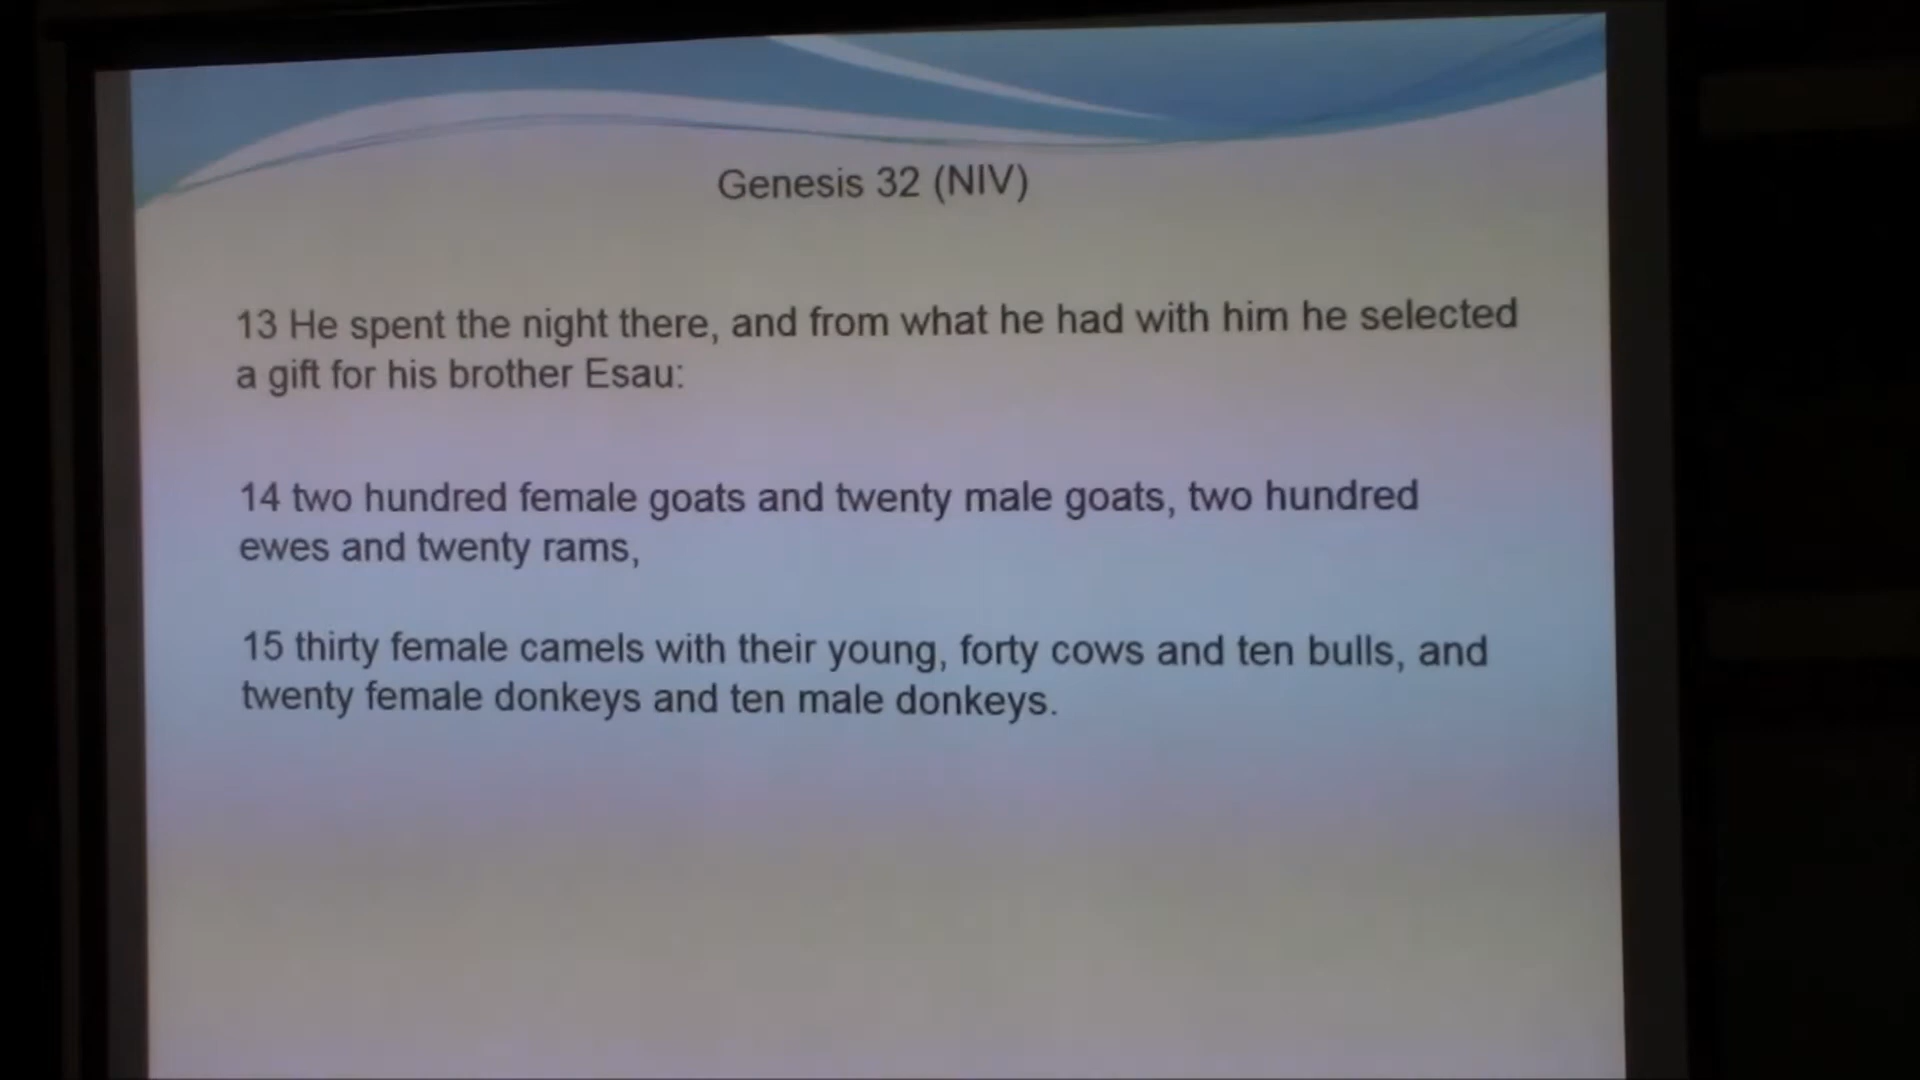 Genesis 32 (NIV)
13 He spent the night there, and from what he had with him he selected
a gift for his brother Esau:
14 two hundred female goats and twenty male goats, two hundred
ewes and twenty rams,
15 thirty female camels with their young, forty cows and ten bulls, and
twenty female donkeys and ten male donkeys.